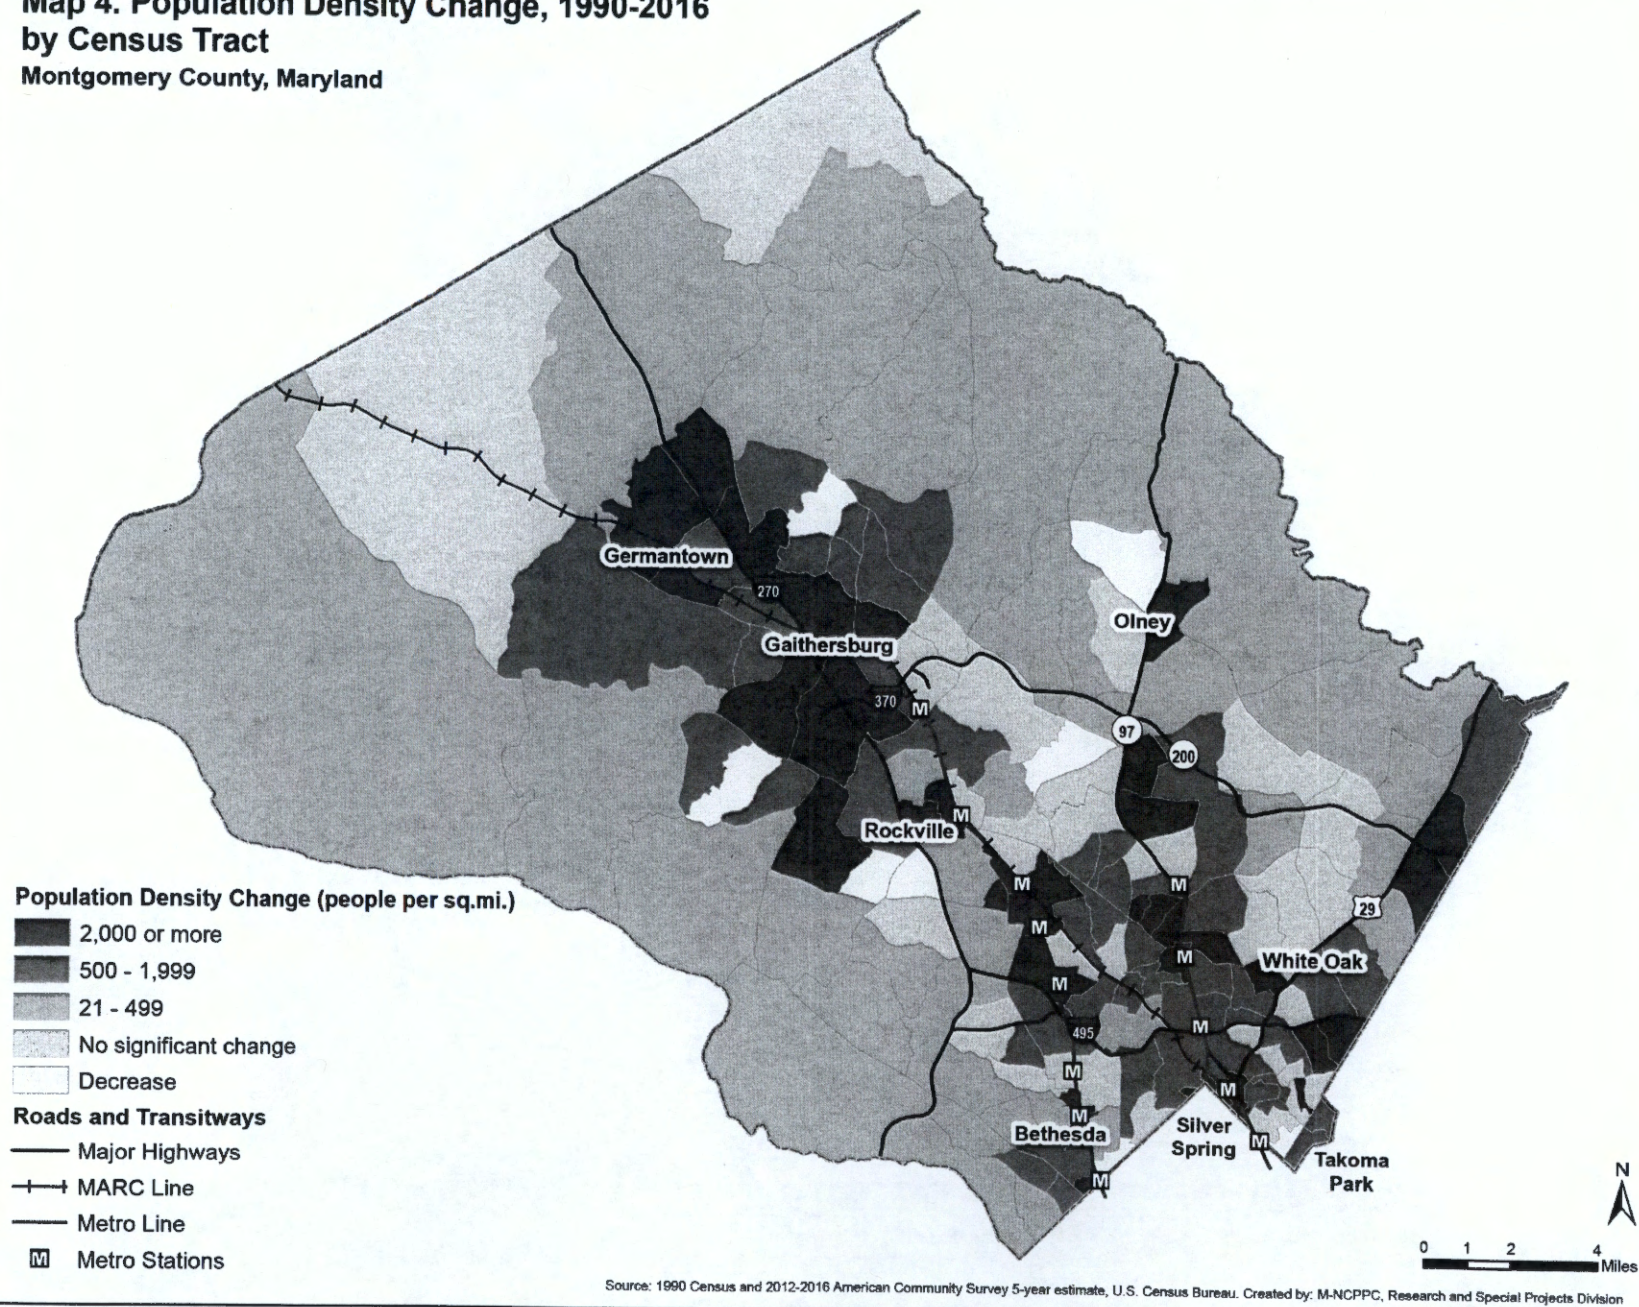 Map 4. Population Density Change, 1990-2016
by Census Tract
Montgomery County, Maryland
Germantown
270
Gaithersburg
Olney
370
M
97
200
Rockville
M
M
M
29
M
White Oak
M
M
495
M
M
M
M
Bethesda
Silver
Spring
M
Takoma
Park
M
Population Density Change (people per sq.mi.)
2,000 or more
500 - 1,999
21 - 499
No significant change
Decrease
Roads and Transitways
Major Highways
MARC Line
Metro Line
M Metro Stations
N
0 1 2 4
Miles
Source: 1990 Census and 2012-2016 American Community Survey 5-year estimate, U.S. Census Bureau. Created by: M-NCPPC, Research and Special Projects Division